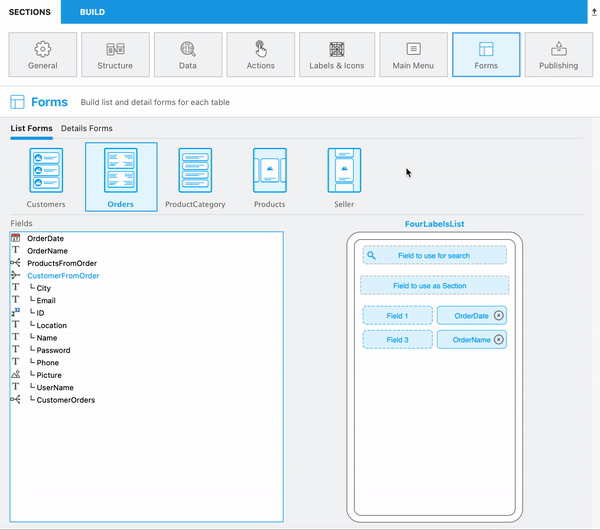 SECTIONS BUILD
General Structure Data Actions Labels & Icons Main Menu Forms Publishing
Forms Build list and detail forms for each table
List Forms Details Forms
Customers Orders ProductCategory Products Seller
Fields
OrderDate
OrderName
ProductsFromOrder
CustomerFromOrder
City
Email
ID
Location
Name
Password
Phone
Picture
UserName
CustomerOrders
FourLabelsList
Field to use for search
Field to use as Section
Field 1 OrderDate
Field 3 OrderName